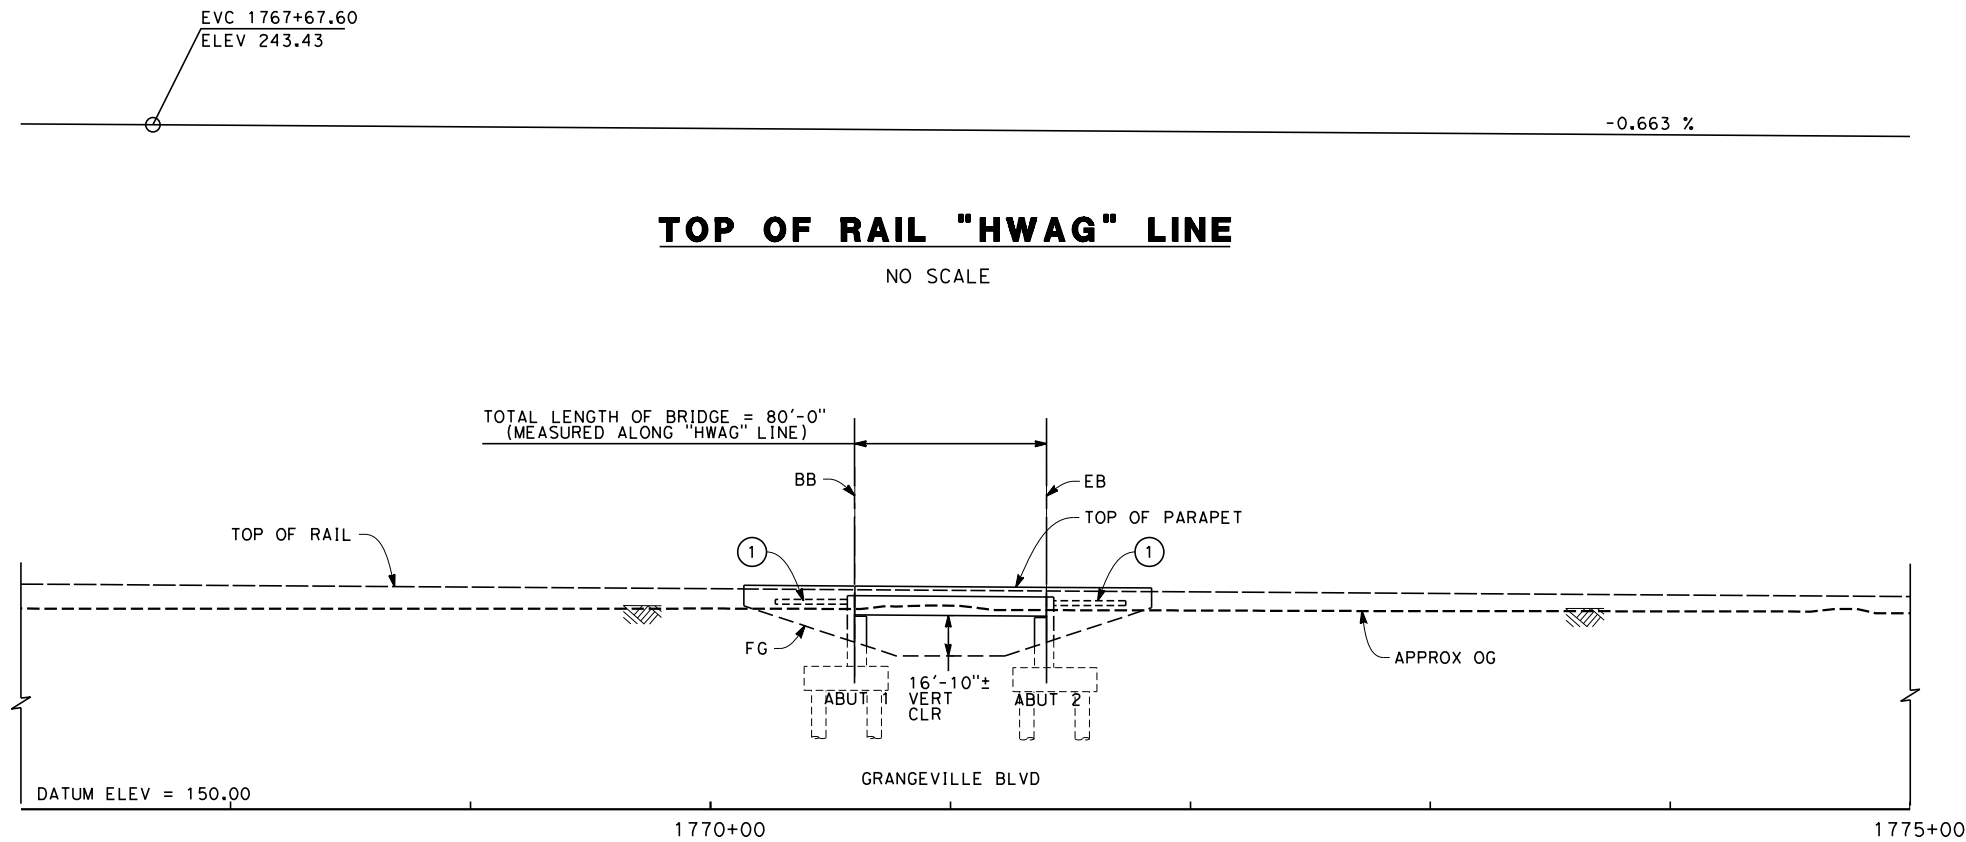 EVC 1767+67.60
ELEV 243.43
-0.663 %
TOP OF RAIL "HWAG" LINE
NO SCALE
TOTAL LENGTH OF BRIDGE = 80'-0"
(MEASURED ALONG "HWAG" LINE)
BB
EB
TOP OF PARAPET
TOP OF RAIL
1
1
FG
APPROX OG
16'-10"±
VERT
CLR
ABUT 1
ABUT 2
GRANGEVILLE BLVD
DATUM ELEV = 150.00
1770+00
1775+00